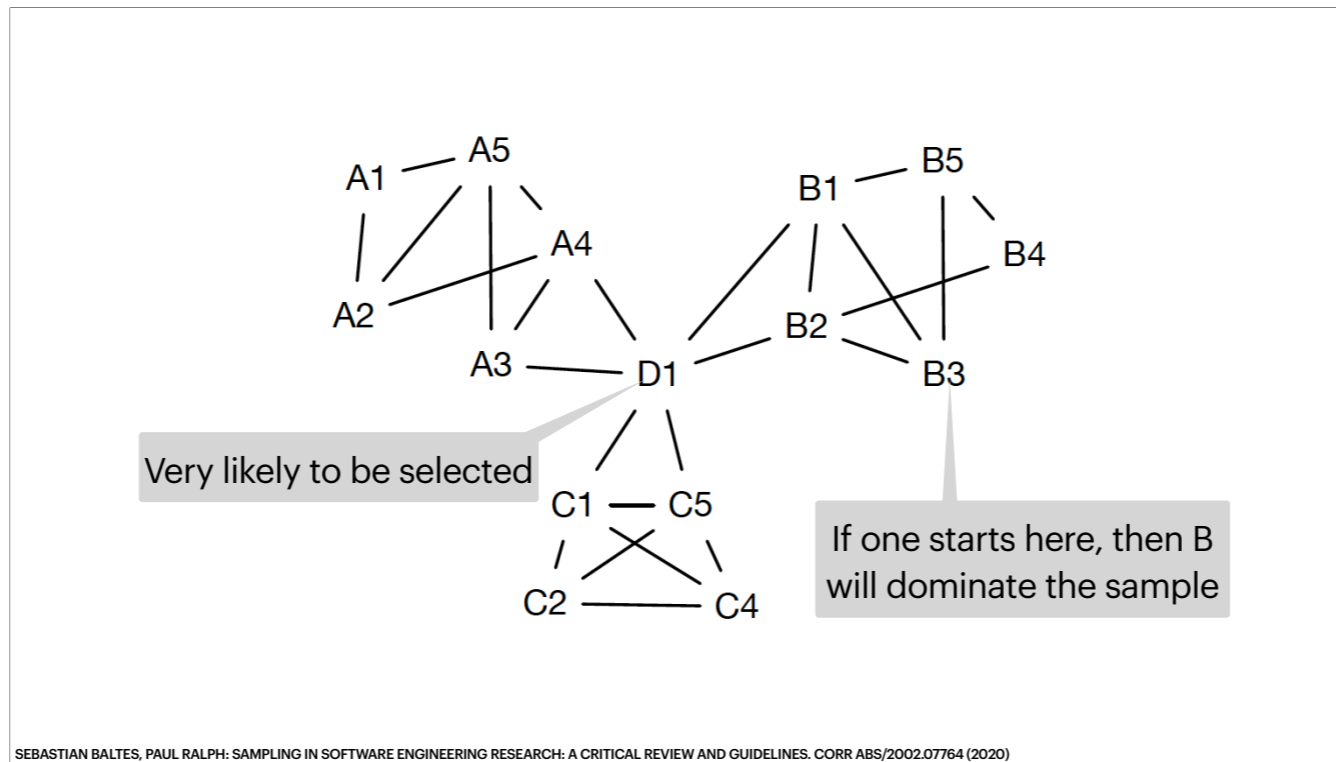 A5
A1
B5
B1
A4
B4
A2
B2
A3
D1
B3
Very likely to be selected
C1
C5
If one starts here, then B
will dominate the sample
C2
C4
SEBASTIAN BALTES, PAUL RALPH: SAMPLING IN SOFTWARE ENGINEERING RESEARCH: A CRITICAL REVIEW AND GUIDELINES. CORR ABS/2002.07764 (2020)